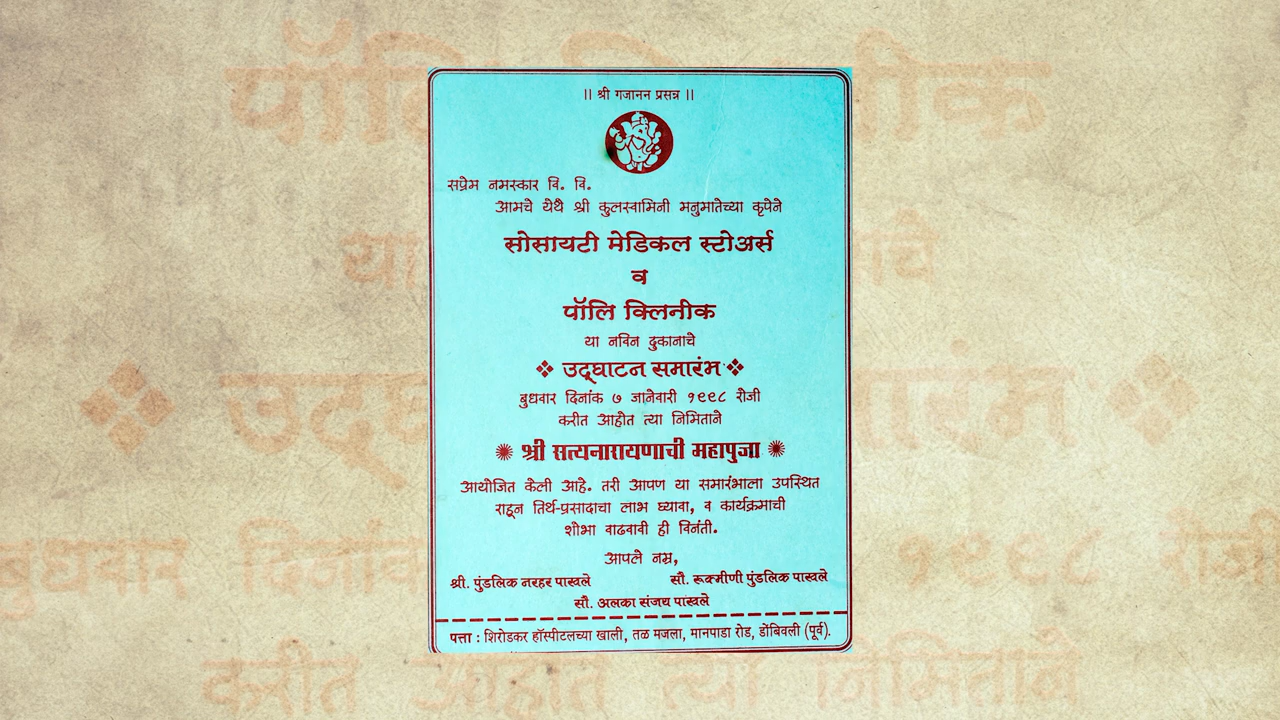 || श्री गजानन प्रसन्न ||
सप्रेम नमस्कार वि. वि.
आमचे येथे श्री कुलस्वामिनी मनुमातेच्या कृपेने
सोसायटी मेडिकल स्टोअर्स
व
पॉलि क्लिनीक
या नविन दुकानाचे
❖ उद्घाटन समारंभ ❖
बुधवार दिनांक ७ जानेवारी १९९८ रोजी
करीत आहोत त्या निमिताने
श्री सत्यनारायणाची महापुजा
आयोजित केली आहे. तरी आपण या समारंभाला उपस्थित
राहून तिर्थ-प्रसादाचा लाभ घ्यावा, व कार्यक्रमाची
शोभा वाढवावी ही विनंती.
आपले नम्र,
श्री. पुंडलिक नरहर पाखले सौ. रूक्मीणी पुंडलिक पाखले
सौ. अलका संजय पाखले
पत्ता : शिरोडकर हॉस्पीटलच्या खाली, तळ मजला, मानपाडा रोड, डोंबिवली (पूर्व).